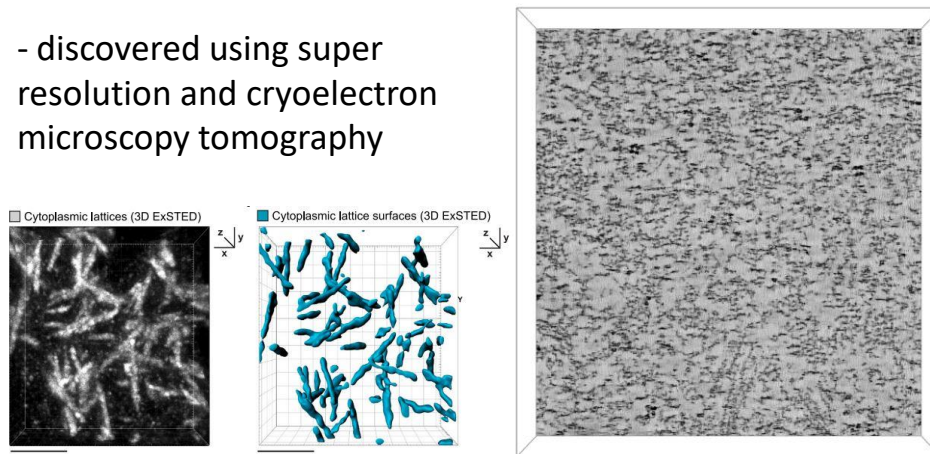 - discovered using super
resolution and cryoelectron
microscopy tomography
Cytoplasmic lattices (3D ExSTED)
z
y
x
Cytoplasmic lattice surfaces (3D ExSTED)
z
y
x
Y